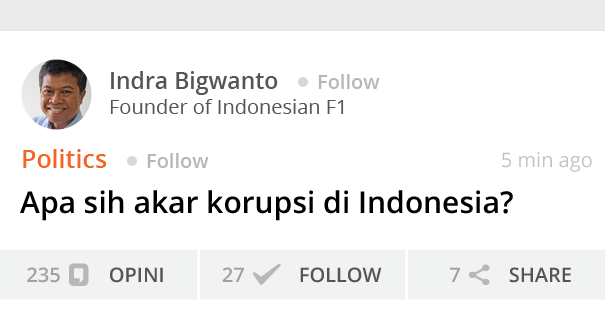 Indra Bigwanto Follow
Founder of Indonesian F1
Politics Follow 5 min ago
Apa sih akar korupsi di Indonesia?
235 OPINI 27 FOLLOW 7 SHARE